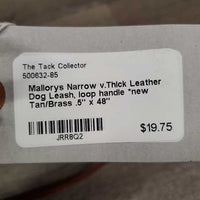 The Tack Collector
500632-85
Mallorys Narrow v.Thick Leather
Dog Leash, loop handle *new
Tan/Brass .5" x 48"
JRR8Q2
$19.75